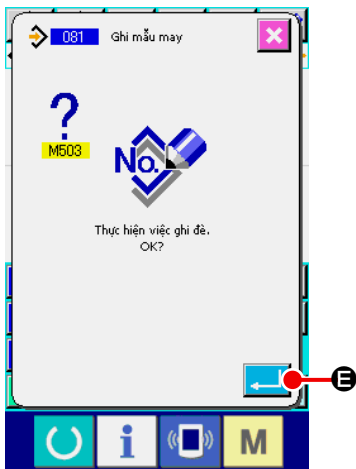 081 Ghi mẫu may
M503
No.
Thực hiện việc ghi đè.
OK?
E
M